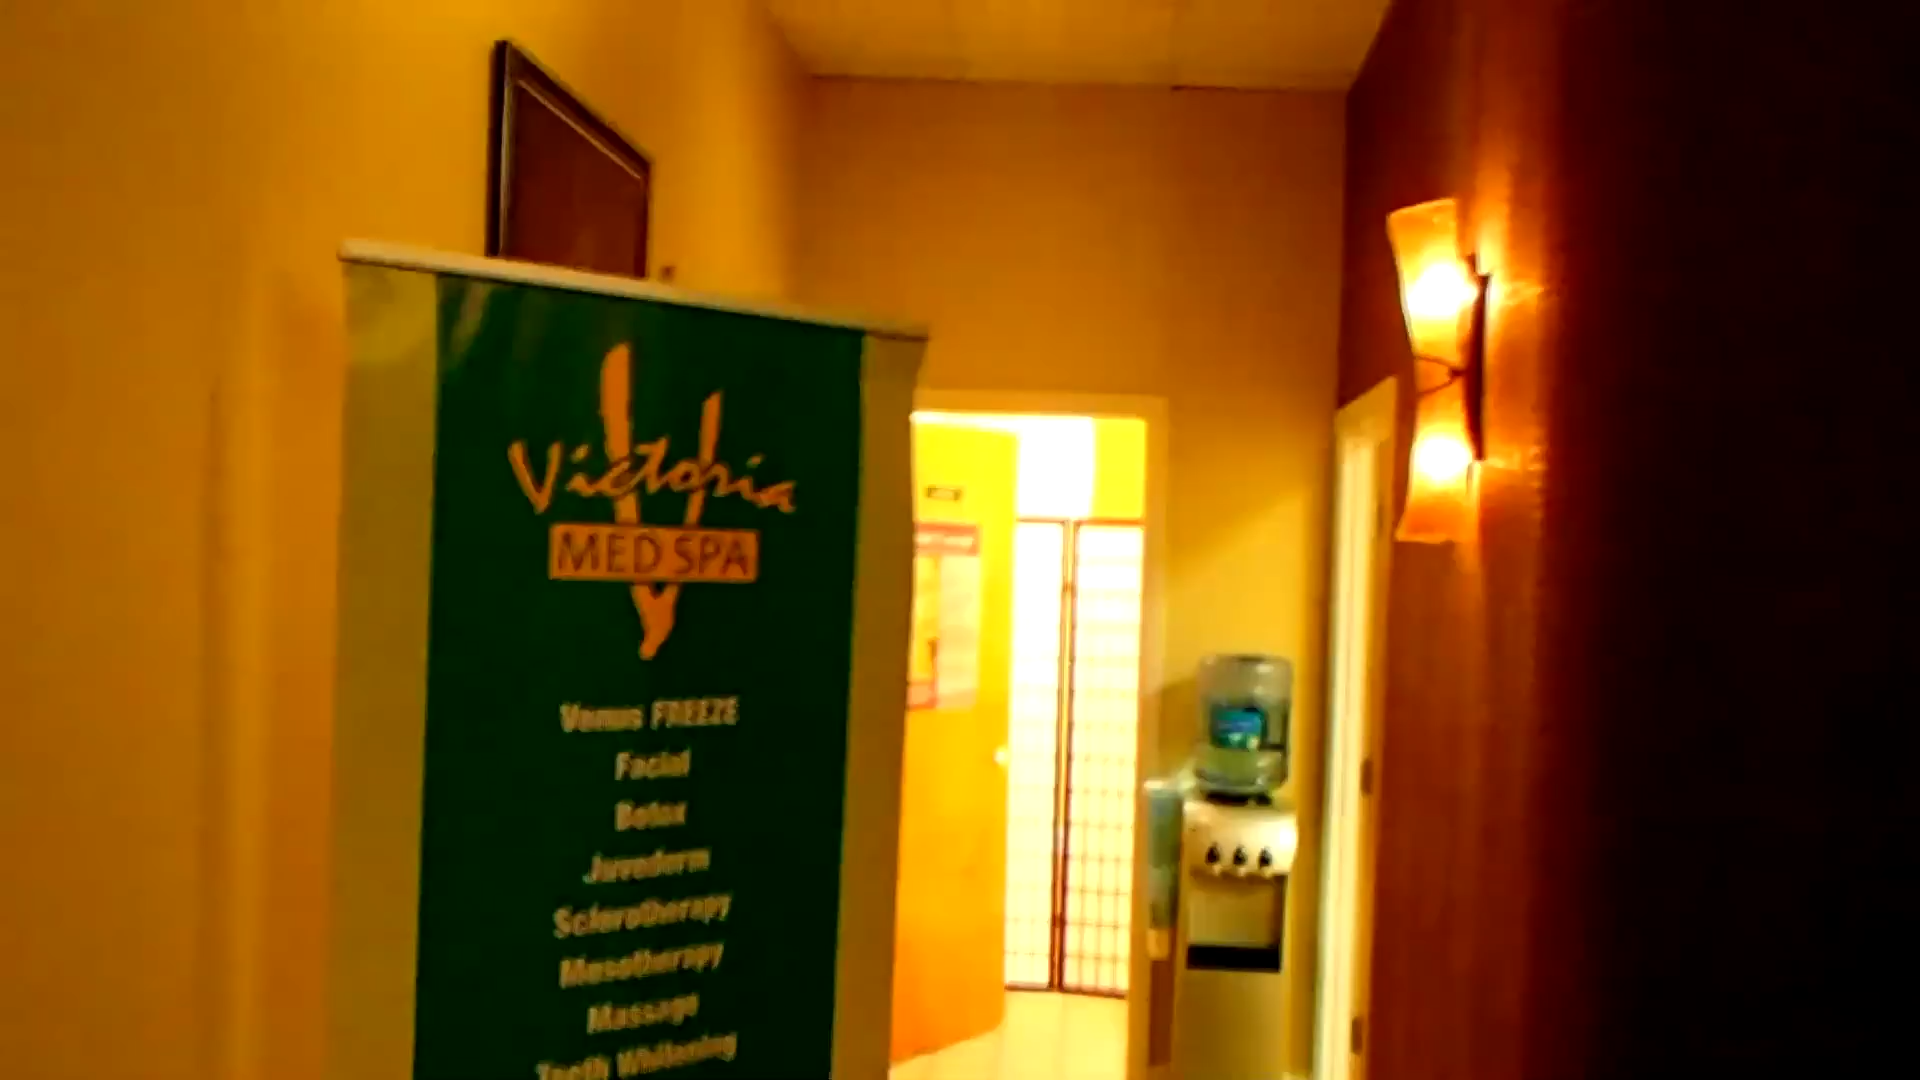 Victoria
MED SPA
Venus FREEZE
Facial
Botox
Juvederm
Sclerotherapy
Mesotherapy
Massage
Teeth Whitening